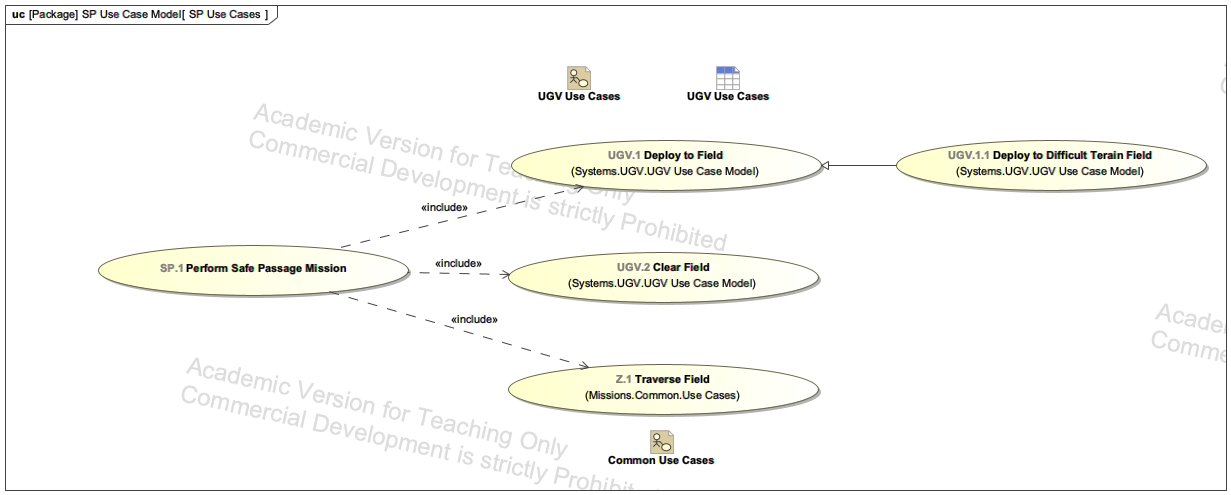 uc [Package] SP Use Case Model[ SP Use Cases ]
UGV Use Cases
UGV Use Cases
Academic Version for Teaching Only
Commercial Development is strictly Prohibited
UGV.1 Deploy to Field
(Systems.UGV.UGV Use Case Model)
UGV.1.1 Deploy to Difficult Terain Field
(Systems.UGV.UGV Use Case Model)
«include»
SP.1 Perform Safe Passage Mission
«include»
UGV.2 Clear Field
(Systems.UGV.UGV Use Case Model)
«include»
Z.1 Traverse Field
(Missions.Common.Use Cases)
Academic Version for Teaching Only
Commercial Development is strictly Prohibited
Common Use Cases